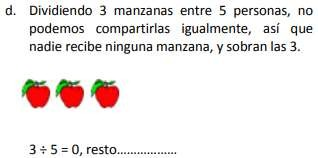 d. Dividiendo 3 manzanas entre 5 personas, no
podemos compartirlas igualmente, así que
nadie recibe ninguna manzana, y sobran las 3.
3 ÷ 5 = 0, resto..................